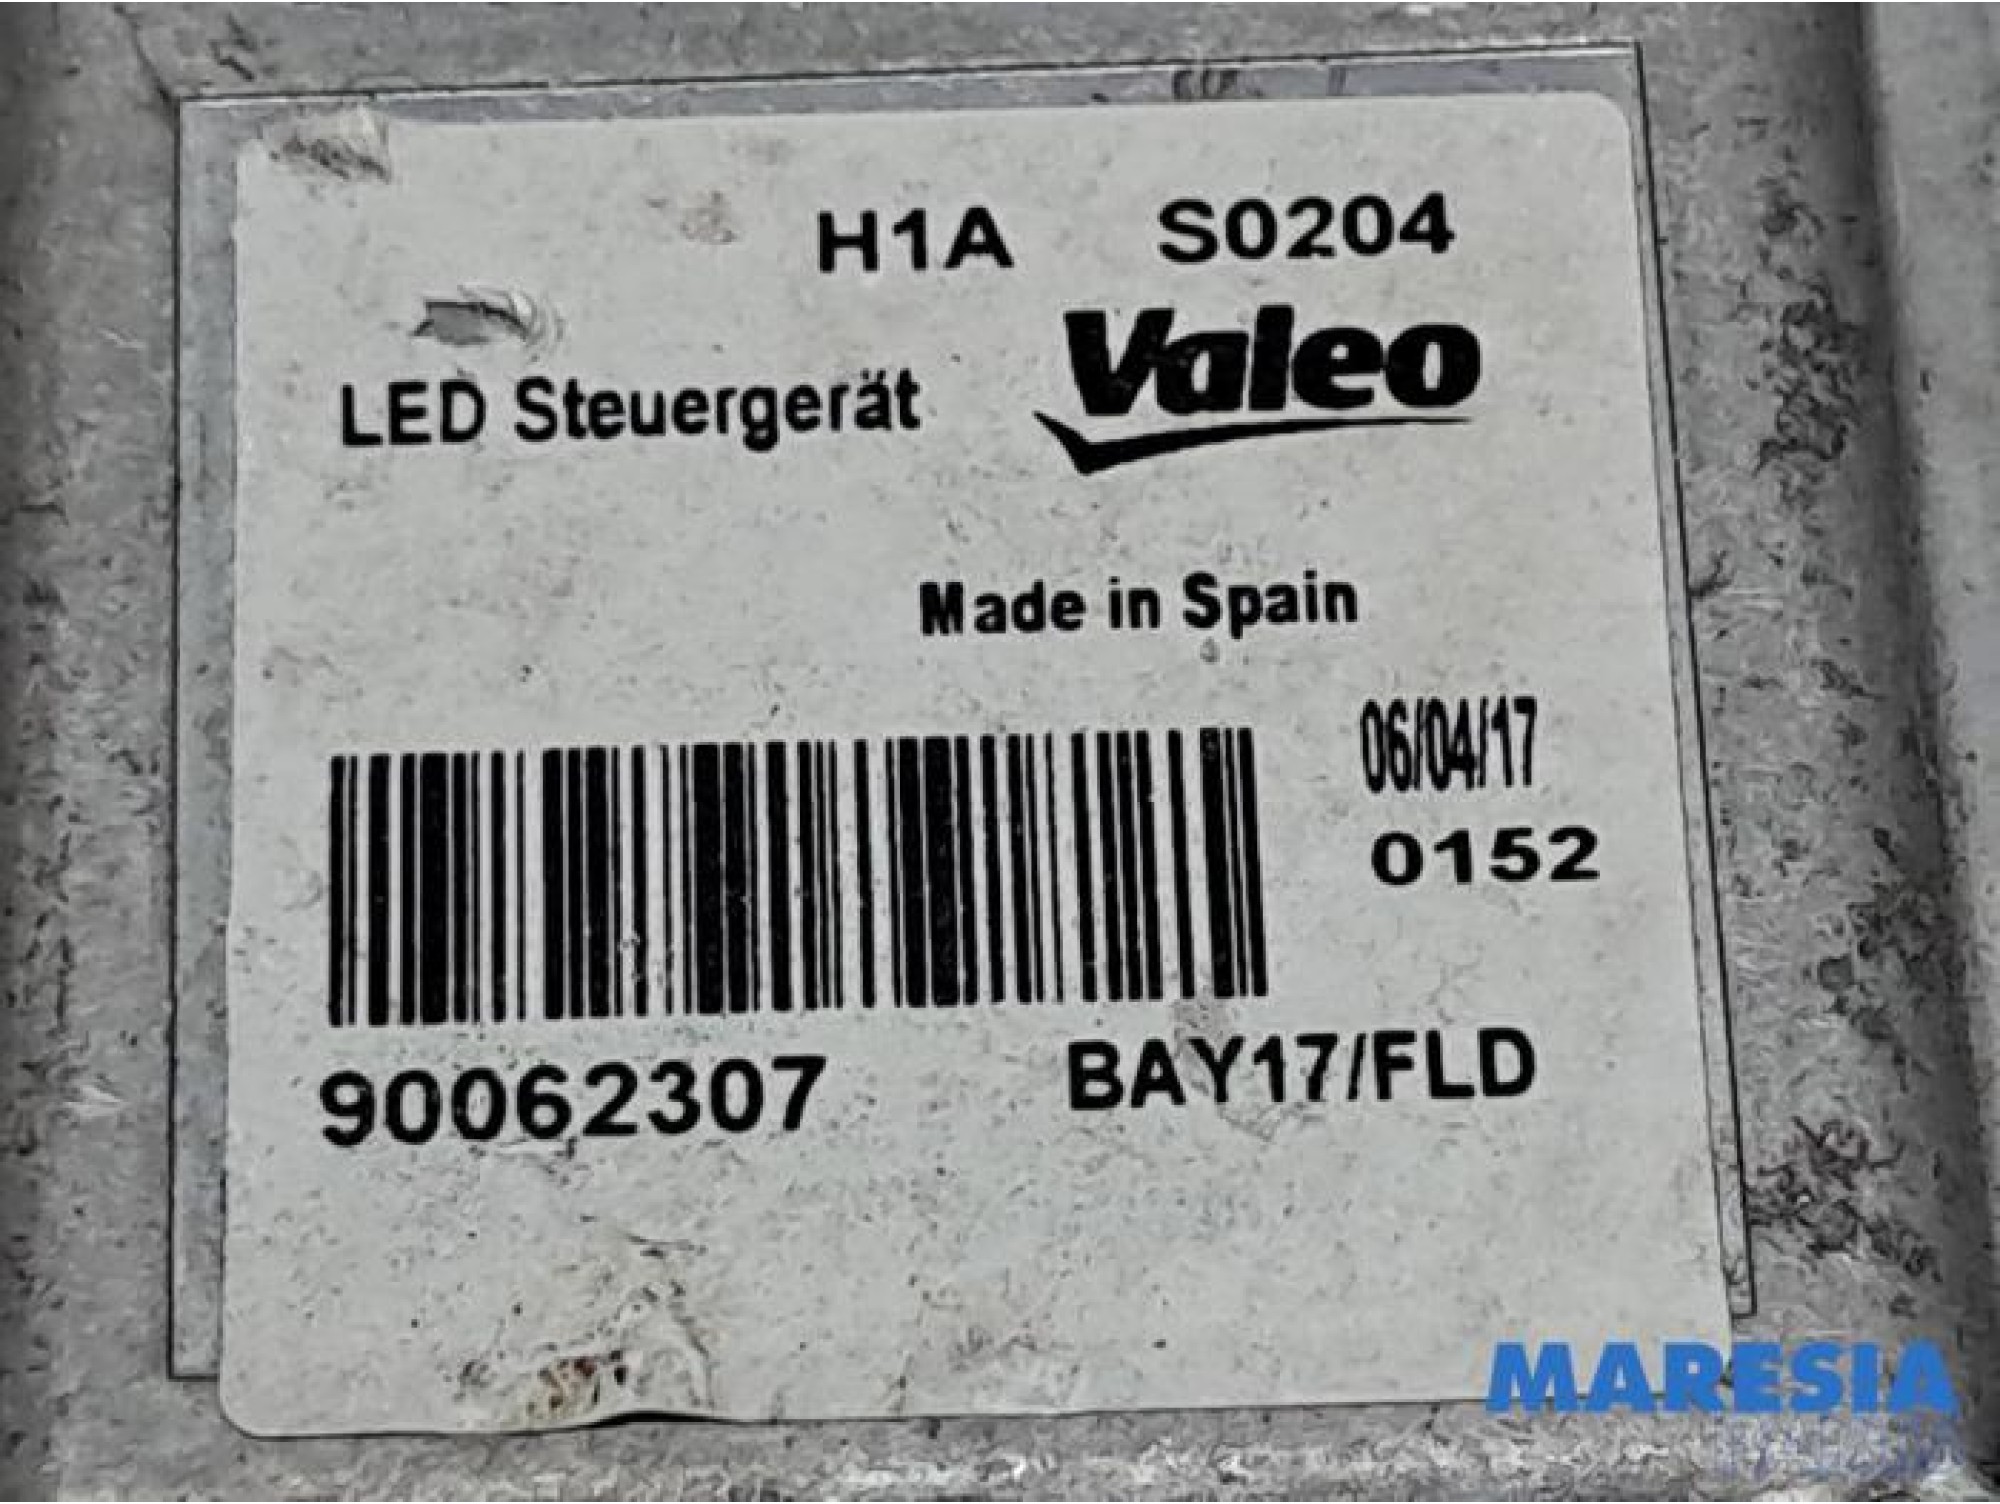 H1A S0204
LED Steuergerät Valeo
Made in Spain
06/04/17
0152
90062307 BAY17/FLD
MARESIA